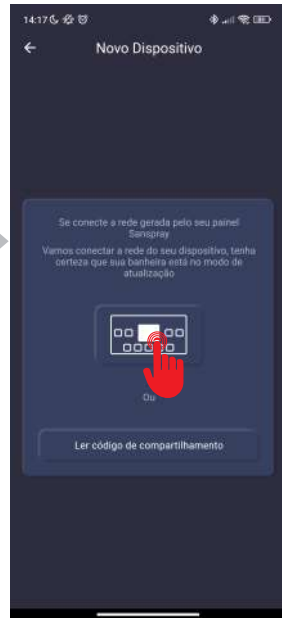 14:17
Novo Dispositivo
Se conecte a rede gerada pelo seu painel
Sanspray
Vamos conectar a rede do seu dispositivo, tenha
certeza que sua banheira está no modo de
atualização
Ou
Ler código de compartilhamento